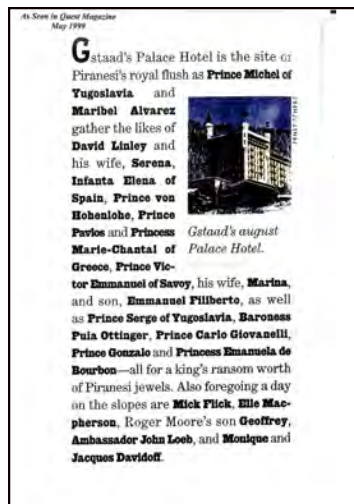 As Seen in Quest Magazine
May 1999
Gstaad's Palace Hotel is the site of
Piranesi's royal flush as Prince Michel of
Yugoslavia and
Maribel Alvarez
gather the likes of
David Linley and
his wife, Serena,
Infanta Elena of
Spain, Prince von
Hohenlohe, Prince
Pavlos and Princess
Marie-Chantal of
Greece, Prince Vic-
tor Emmanuel of Savoy, his wife, Marina,
and son, Emmanuel Filiberto, as well
as Prince Serge of Yugoslavia, Baroness
Puia Ottinger, Prince Carlo Giovanelli,
Prince Gonzalo and Princess Emanuela de
Bourbon—all for a king's ransom worth
of Piranesi jewels. Also foregoing a day
on the slopes are Mick Flick, Elle Mac-
pherson, Roger Moore's son Geoffrey,
Ambassador John Loeb, and Monique and
Jacques Davidoff.
Gstaad's august
Palace Hotel.